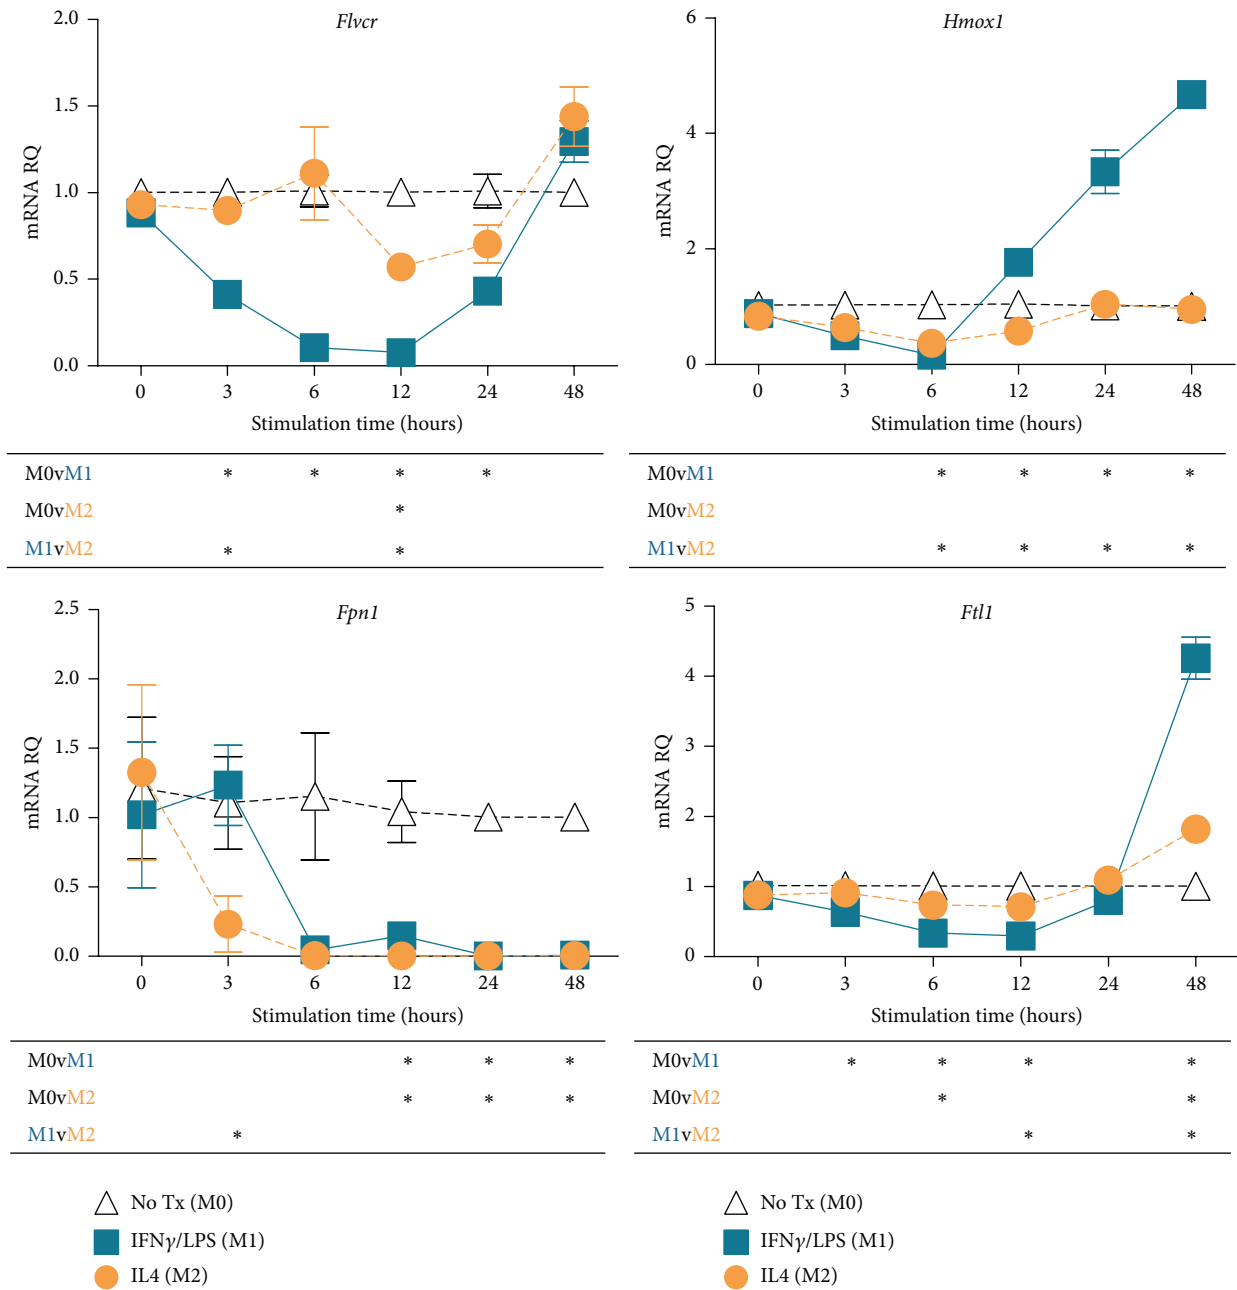 Flvcr
mRNA RQ
2.0
1.5
1.0
0.5
0.0
0 3 6 12 24 48
Stimulation time (hours)
M0vM1 * * * *
M0vM2 *
M1vM2 * *
Hmox1
mRNA RQ
6
4
2
0
0 3 6 12 24 48
Stimulation time (hours)
M0vM1 * * * *
M0vM2
M1vM2 * * * *
Fpn1
mRNA RQ
2.5
2.0
1.5
1.0
0.5
0.0
0 3 6 12 24 48
Stimulation time (hours)
M0vM1 * * *
M0vM2 * * *
M1vM2 *
No Tx (M0)
IFNγ/LPS (M1)
IL4 (M2)
Ftl1
mRNA RQ
5
4
3
2
1
0
0 3 6 12 24 48
Stimulation time (hours)
M0vM1 * * * *
M0vM2 * *
M1vM2 * *
No Tx (M0)
IFNγ/LPS (M1)
IL4 (M2)